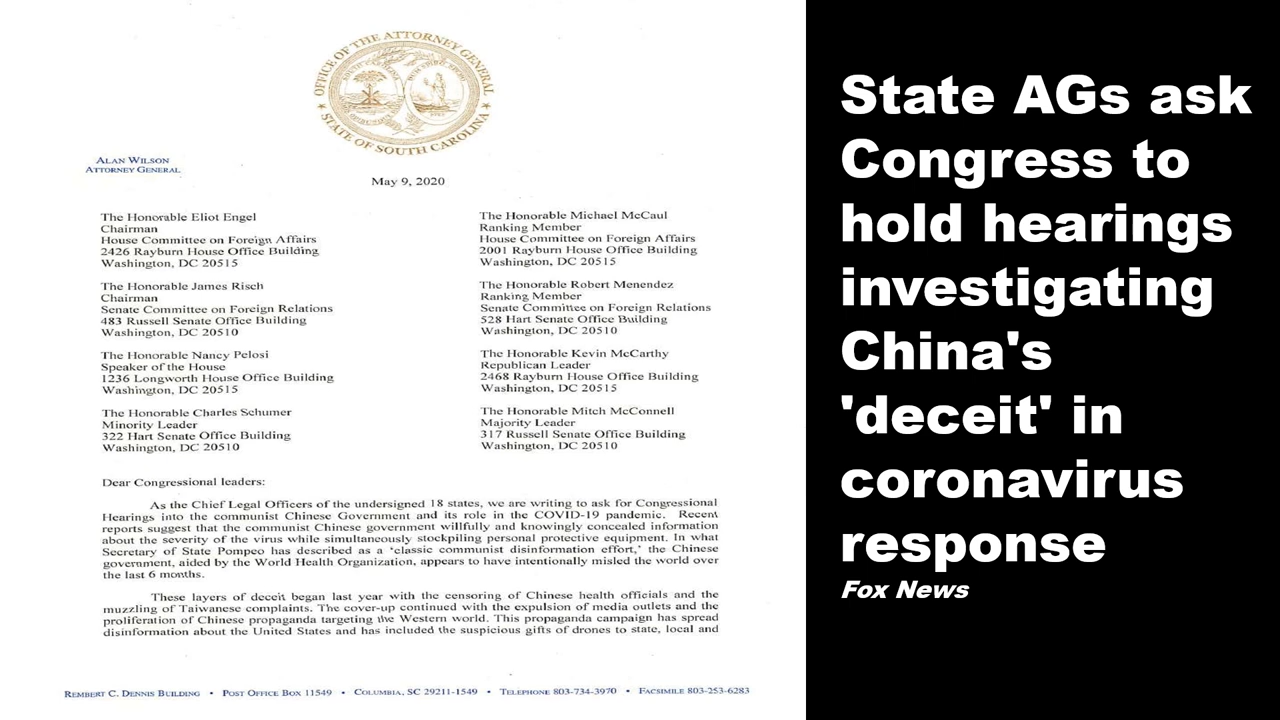 OFFICE OF THE ATTORNEY GENERAL
STATE OF SOUTH CAROLINA
ALAN WILSON
ATTORNEY GENERAL
May 9, 2020
The Honorable Eliot Engel
Chairman
House Committee on Foreign Affairs
2426 Rayburn House Office Building
Washington, DC 20515
The Honorable Michael McCaul
Ranking Member
House Committee on Foreign Affairs
2001 Rayburn House Office Building
Washington, DC 20515
The Honorable James Risch
Chairman
Senate Committee on Foreign Relations
483 Russell Senate Office Building
Washington, DC 20510
The Honorable Robert Menendez
Ranking Member
Senate Committee on Foreign Relations
528 Hart Senate Office Building
Washington, DC 20510
The Honorable Nancy Pelosi
Speaker of the House
1236 Longworth House Office Building
Washington, DC 20515
The Honorable Kevin McCarthy
Republican Leader
2468 Rayburn House Office Building
Washington, DC 20515
The Honorable Charles Schumer
Minority Leader
322 Hart Senate Office Building
Washington, DC 20510
The Honorable Mitch McConnell
Majority Leader
317 Russell Senate Office Building
Washington, DC 20510
Dear Congressional leaders:
As the Chief Legal Officers of the undersigned 18 states, we are writing to ask for Congressional
Hearings into the communist Chinese Government and its role in the COVID-19 pandemic. Recent
reports suggest that the communist Chinese government willfully and knowingly concealed information
about the severity of the virus while simultaneously stockpiling personal protective equipment. In what
Secretary of State Pompeo has described as a 'classic communist disinformation effort,' the Chinese
government, aided by the World Health Organization, appears to have intentionally misled the world over
the last 6 months.
These layers of deceit began last year with the censoring of Chinese health officials and the
muzzling of Taiwanese complaints. The cover-up continued with the expulsion of media outlets and the
proliferation of Chinese propaganda targeting the Western world. This propaganda campaign has spread
disinformation about the United States and has included the suspicious gifts of drones to state, local and
REMBERT C. DENNIS BUILDING • POST OFFICE BOX 11549 • COLUMBIA, SC 29211-1549 • TELEPHONE 803-734-3970 • FACSIMILE 803-253-6283
State AGs ask
Congress to
hold hearings
investigating
China's
'deceit' in
coronavirus
response
Fox News